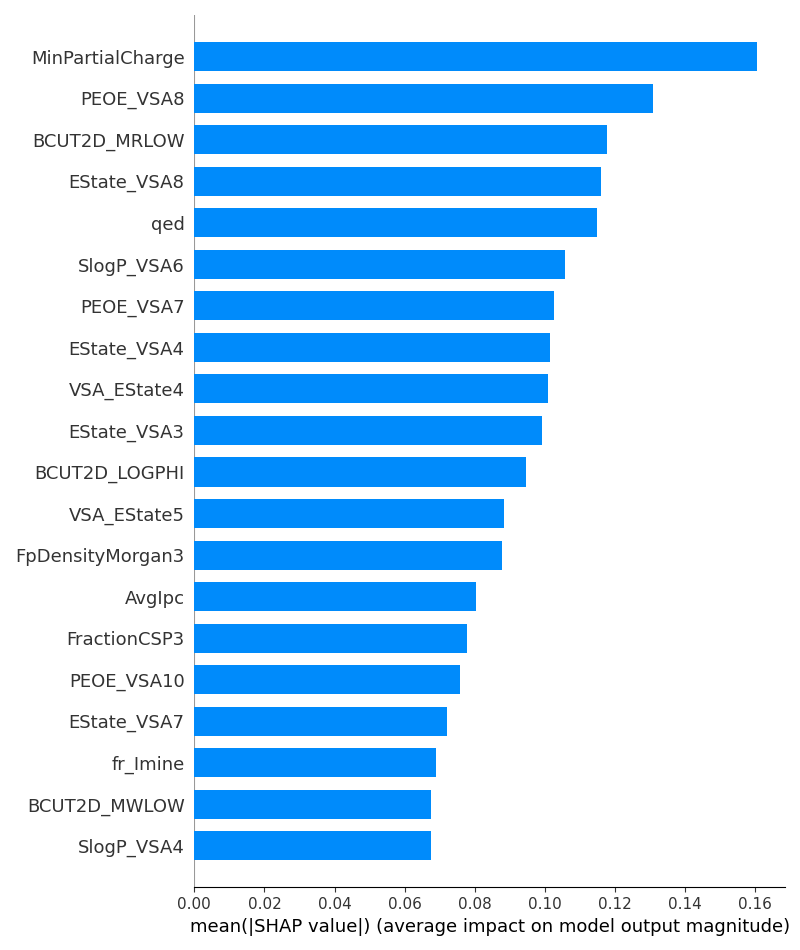 MinPartialCharge
PEOE_VSA8
BCUT2D_MRLOW
EState_VSA8
qed
SlogP_VSA6
PEOE_VSA7
EState_VSA4
VSA_EState4
EState_VSA3
BCUT2D_LOGPHI
VSA_EState5
FpDensityMorgan3
AvgIpc
FractionCSP3
PEOE_VSA10
EState_VSA7
fr_Imine
BCUT2D_MWLOW
SlogP_VSA4
0.00 0.02 0.04 0.06 0.08 0.10 0.12 0.14 0.16
mean(|SHAP value|) (average impact on model output magnitude)